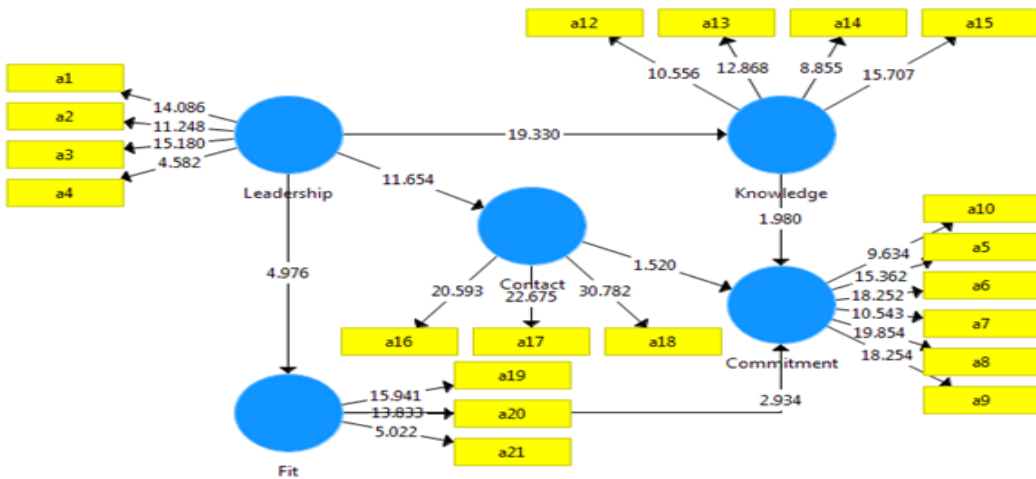 a12 a13 a14 a15
10.556 12.868 8.855 15.707
a1
a2
a3
a4
14.086
11.248
15.180
4.582
Leadership
19.330
Knowledge
11.654
4.976
1.980
Contact
1.520
20.593 22.675 30.782
a16 a17 a18
a10
a5
a6
a7
a8
a9
9.634
15.362
18.252
10.543
19.854
18.254
Commitment
2.934
15.941
13.833
5.022
a19
a20
a21
Fit